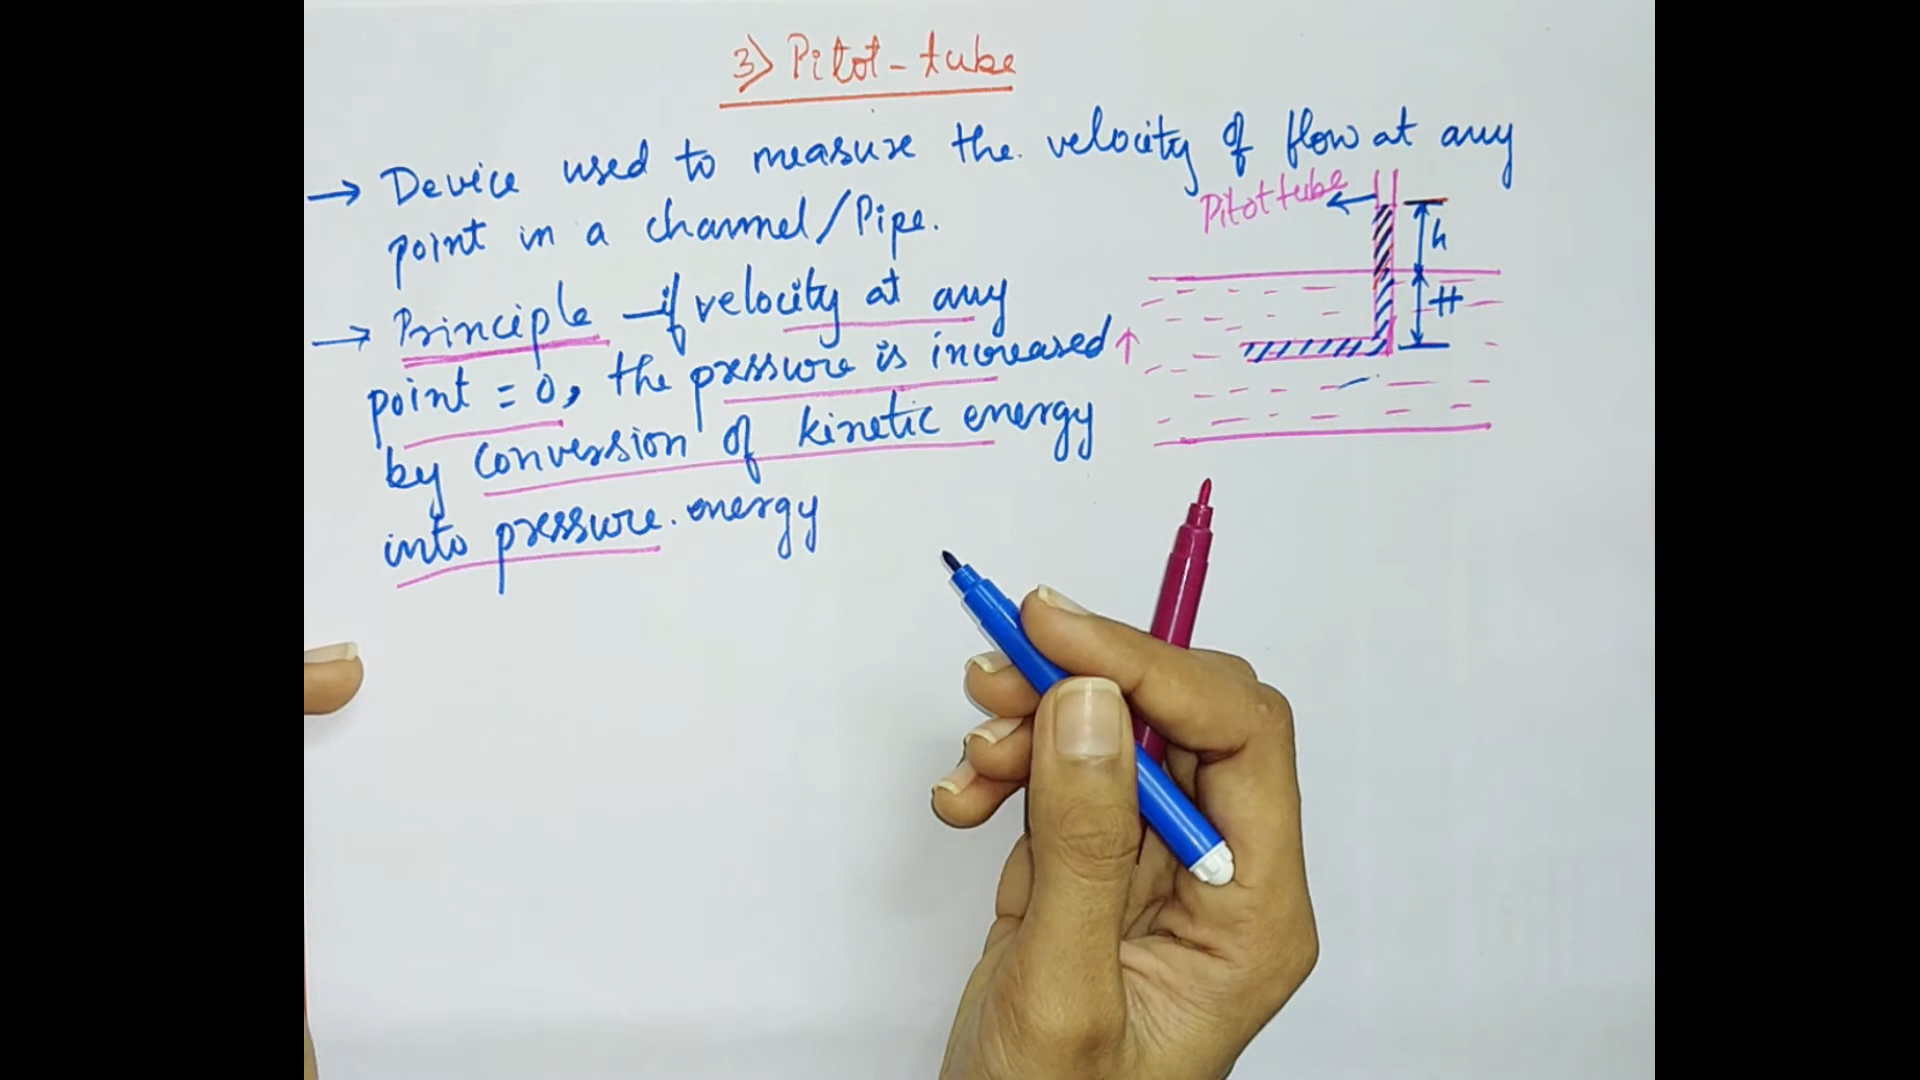 3) Pitot-tube
→ Device used to measure the velocity of flow at any
point in a channel/Pipe.
→ Principle - if velocity at any
point = 0, the pressure is increased ↑
by conversion of kinetic energy
into pressure energy
Pitot tube
h
H